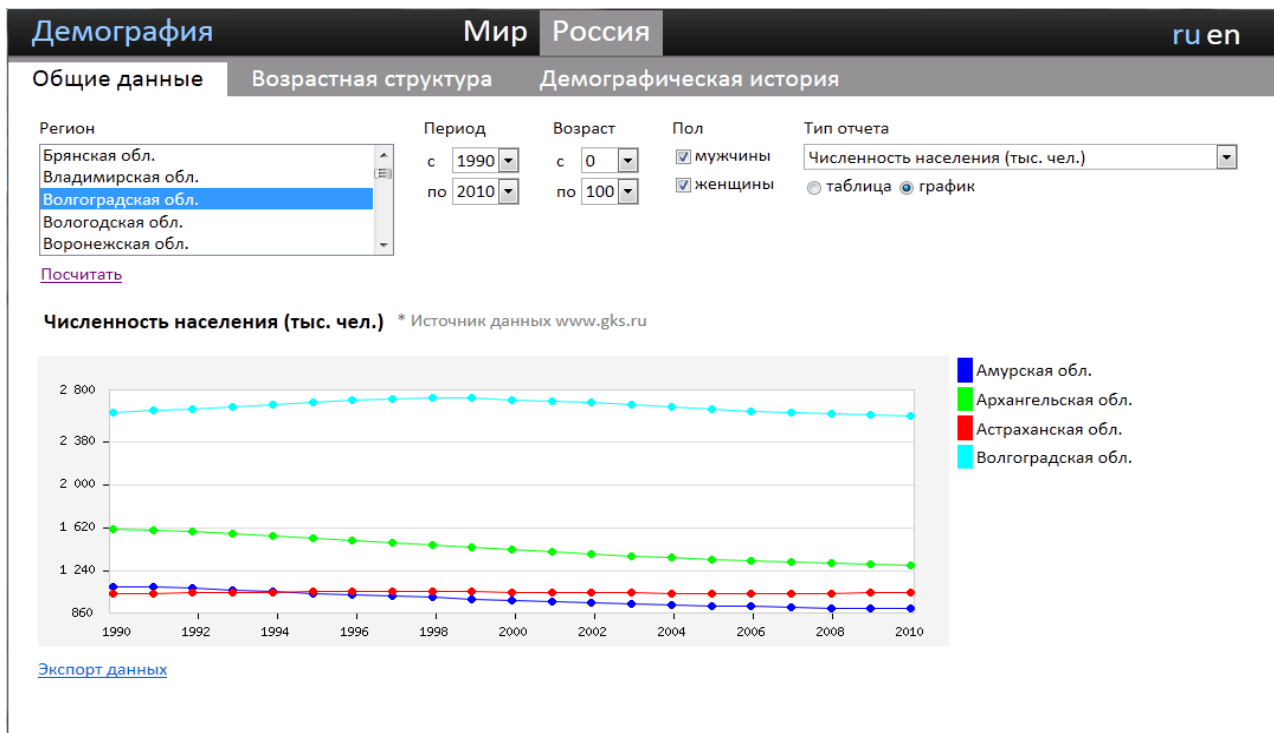 Демография Мир Россия ru en
Общие данные Возрастная структура Демографическая история
Регион Период Возраст Пол Тип отчета
Брянская обл.
Владимирская обл.
Волгоградская обл.
Вологодская обл.
Воронежская обл.
с 1990
по 2010
с 0
по 100
мужчины
женщины
Численность населения (тыс. чел.)
таблица график
Посчитать
Численность населения (тыс. чел.) * Источник данных www.gks.ru
2 800
2 380
2 000
1 620
1 240
860
1990 1992 1994 1996 1998 2000 2002 2004 2006 2008 2010
Амурская обл.
Архангельская обл.
Астраханская обл.
Волгоградская обл.
Экспорт данных